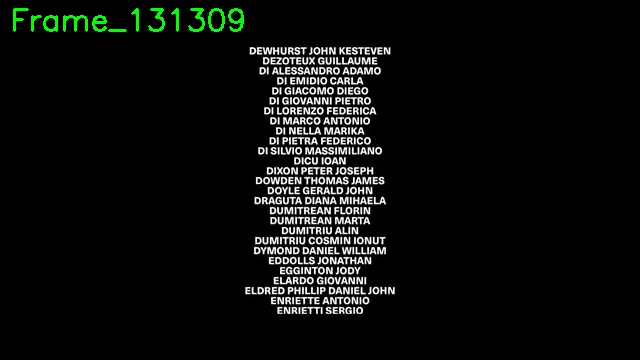 Frame_131309
DEWHURST JOHN KESTEVEN
DEZOTEUX GUILLAUME
DI ALESSANDRO ADAMO
DI EMIDIO CARLA
DI GIACOMO DIEGO
DI GIOVANNI PIETRO
DI LORENZO FEDERICA
DI MARCO ANTONIO
DI NELLA MARIKA
DI PIETRA FEDERICO
DI SILVIO MASSIMILIANO
DICU IOAN
DIXON PETER JOSEPH
DOWDEN THOMAS JAMES
DOYLE GERALD JOHN
DRAGUTA DIANA MIHAELA
DUMITREAN FLORIN
DUMITREAN MARTA
DUMITRIU ALIN
DUMITRIU COSMIN IONUT
DYMOND DANIEL WILLIAM
EDDOLLS JONATHAN
EGGINTON JODY
ELARDO GIOVANNI
ELDRED PHILLIP DANIEL JOHN
ENRIETTE ANTONIO
ENRIETTI SERGIO